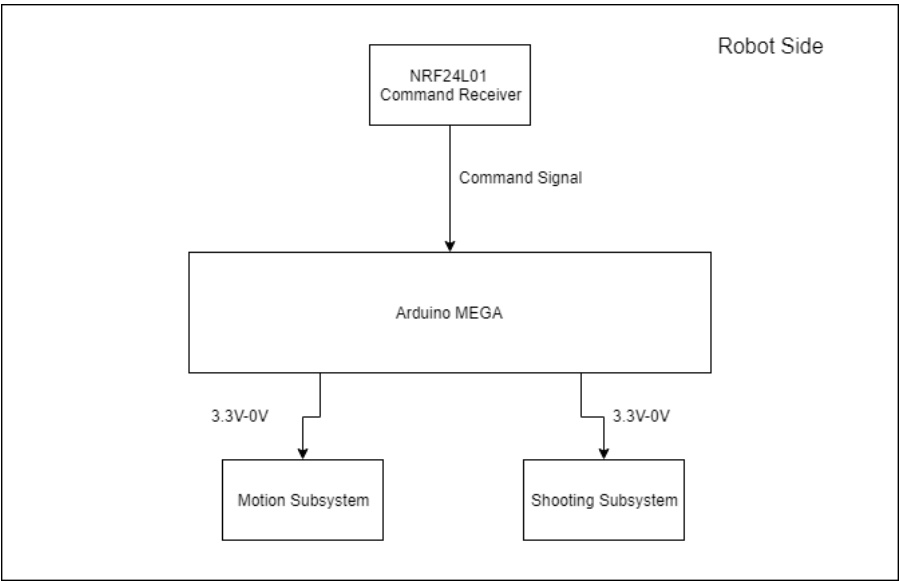 Robot Side
NRF24L01
Command Receiver
Command Signal
Arduino MEGA
3.3V-0V
3.3V-0V
Motion Subsystem
Shooting Subsystem